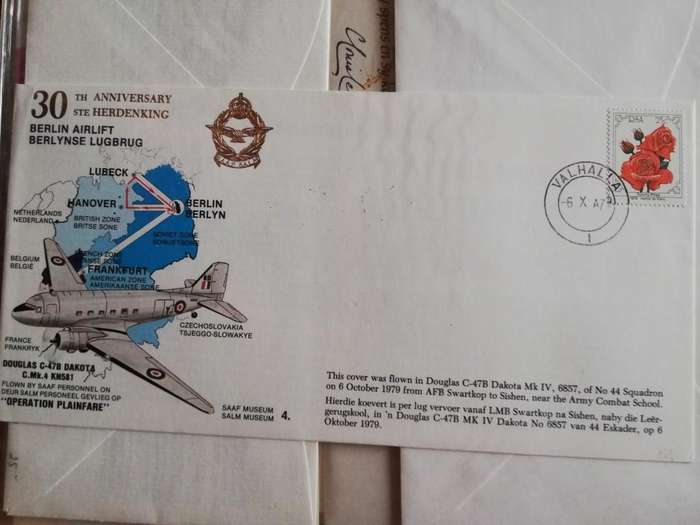 30 TH ANNIVERSARY
STE HERDENKING
BERLIN AIRLIFT
BERLYNSE LUGBRUG
LUBECK
HANOVER
BERLIN
BERLYN
NETHERLANDS
NEDERLAND
BRITISH ZONE
BRITSE SONE
SOVIET ZONE
SOWJETSONE
BELGIUM
BELGIË
FRANKFURT
AMERICAN ZONE
AMERIKAANSE SONE
CZECHOSLOVAKIA
TSJEGGO-SLOWAKYE
FRANCE
FRANKRYK
DOUGLAS C-47B DAKOTA
C.Mk.4 KN581
FLOWN BY SAAF PERSONNEL ON
DEUR SALM PERSONEEL GEVLIEG OP
"OPERATION PLAINFARE"
SAAF MUSEUM
SALM MUSEUM
4.
RSA
VALHALLA
-6 X A7
1
This cover was flown in Douglas C-47B Dakota Mk IV, 6857, of No 44 Squadron
on 6 October 1979 from AFB Swartkop to Sishen, near the Army Combat School.
Hierdie koevert is per lug vervoer vanaf LMB Swartkop na Sishen, naby die Leër-
gerugskool, in 'n Douglas C-47B MK IV Dakota No 6857 van 44 Eskader, op 6
Oktober 1979.